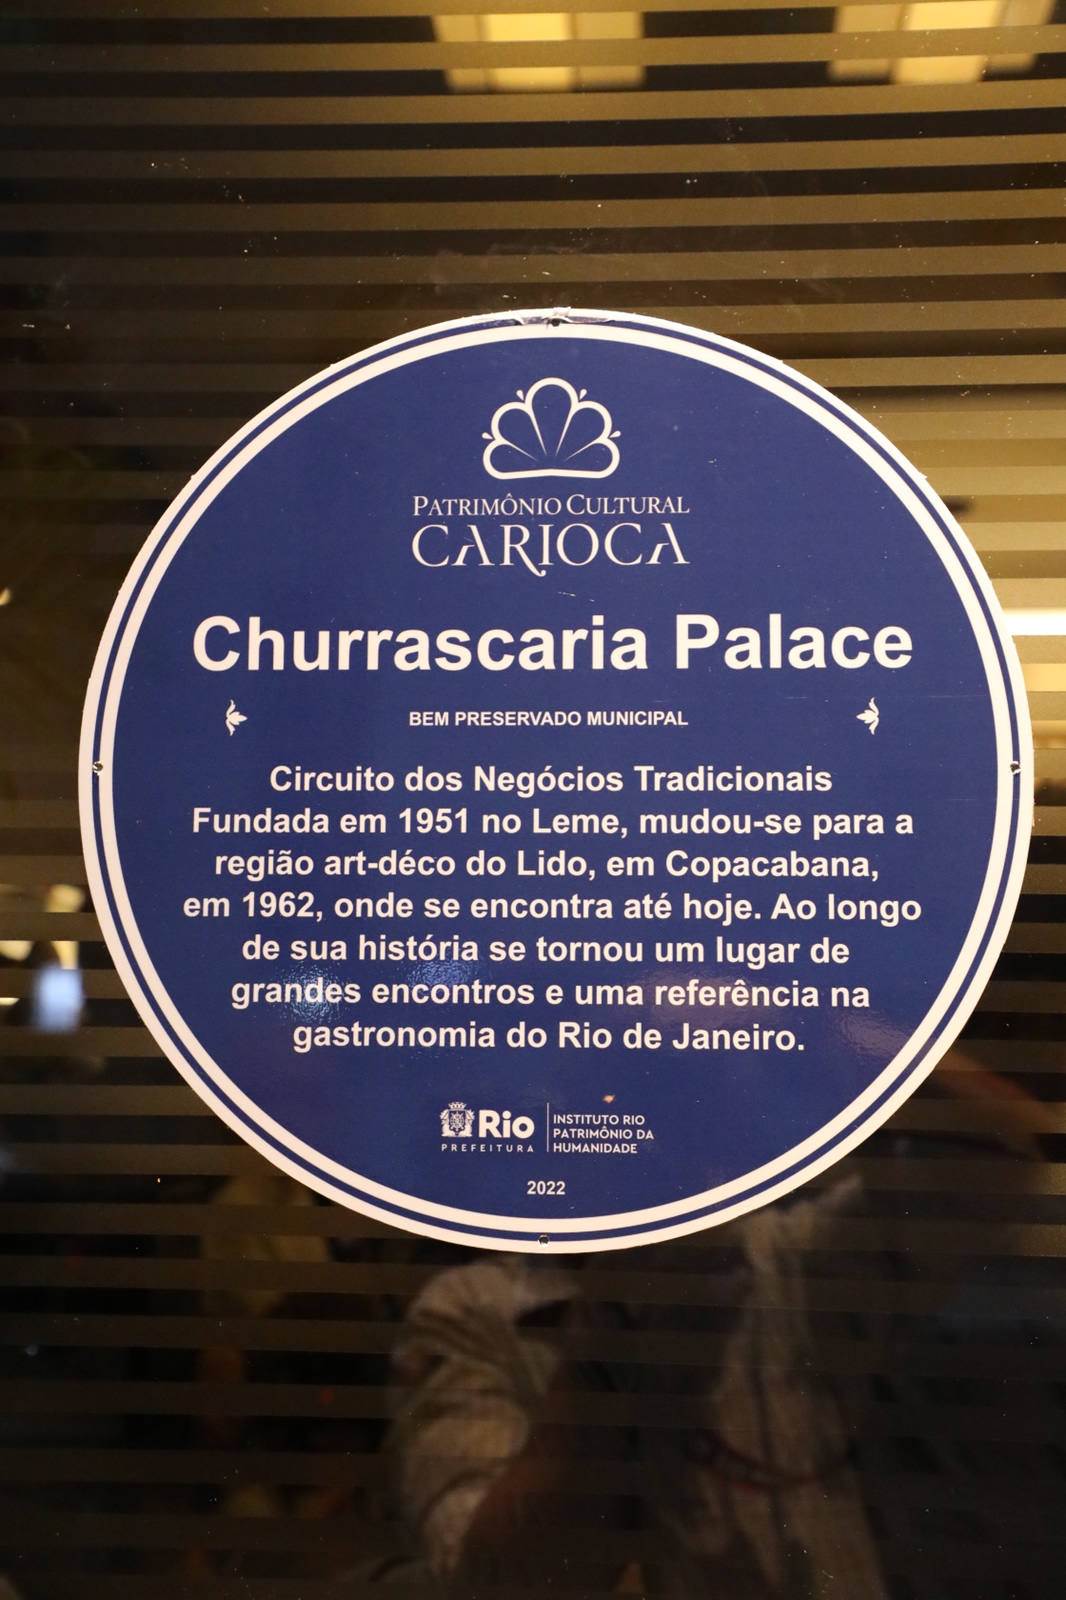 PATRIMÔNIO CULTURAL
CARIOCA
Churrascaria Palace
BEM PRESERVADO MUNICIPAL
Circuito dos Negócios Tradicionais
Fundada em 1951 no Leme, mudou-se para a
região art-déco do Lido, em Copacabana,
em 1962, onde se encontra até hoje. Ao longo
de sua história se tornou um lugar de
grandes encontros e uma referência na
gastronomia do Rio de Janeiro.
Rio
PREFEITURA
INSTITUTO RIO
PATRIMÔNIO DA
HUMANIDADE
2022